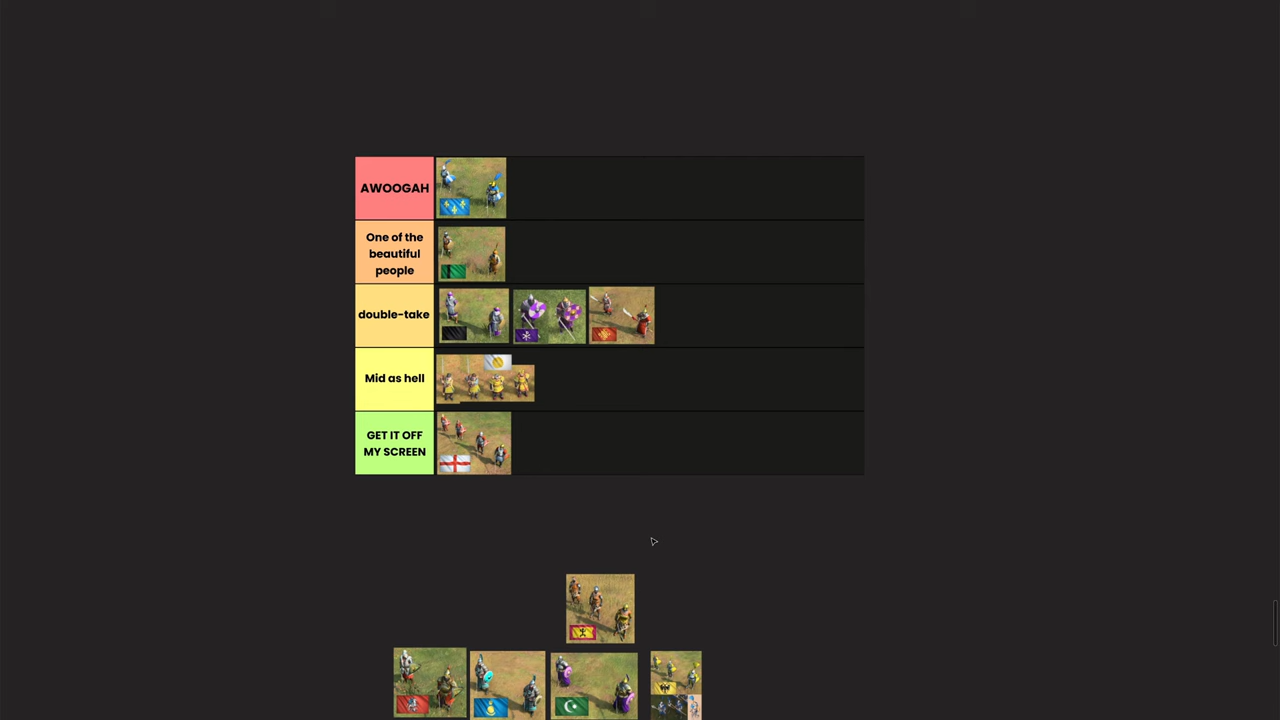 AWOOGAH
One of the
beautiful
people
double-take
Mid as hell
GET IT OFF
MY SCREEN